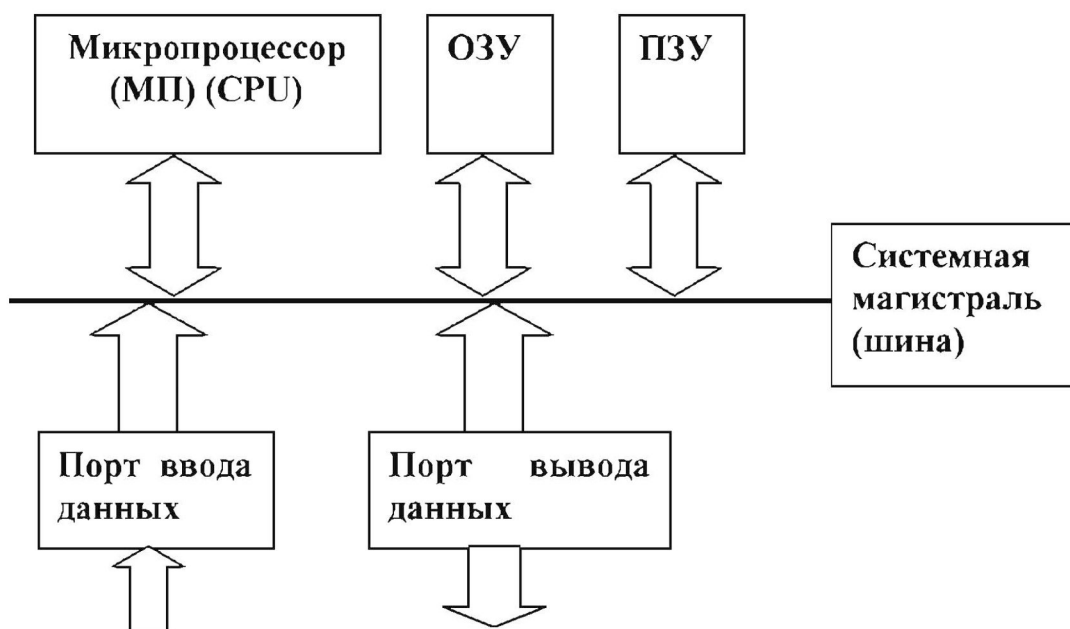 Микропроцессор
(МП) (CPU)
ОЗУ
ПЗУ
Системная
магистраль
(шина)
Порт ввода
данных
Порт вывода
данных